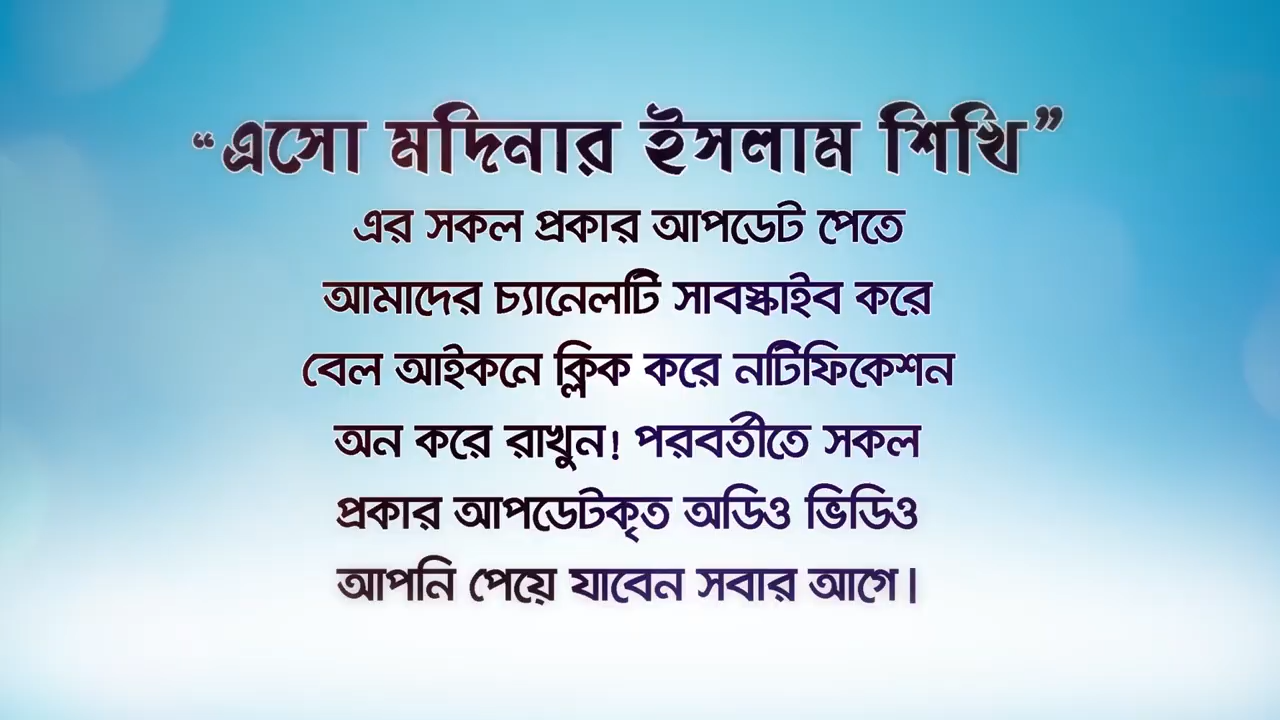 “এসো মদিনার ইসলাম শিখি”
এর সকল প্রকার আপডেট পেতে
আমাদের চ্যানেলটি সাবস্ক্রাইব করে
বেল আইকনে ক্লিক করে নটিফিকেশন
অন করে রাখুন! পরবর্তীতে সকল
প্রকার আপডেটকৃত অডিও ভিডিও
আপনি পেয়ে যাবেন সবার আগে।